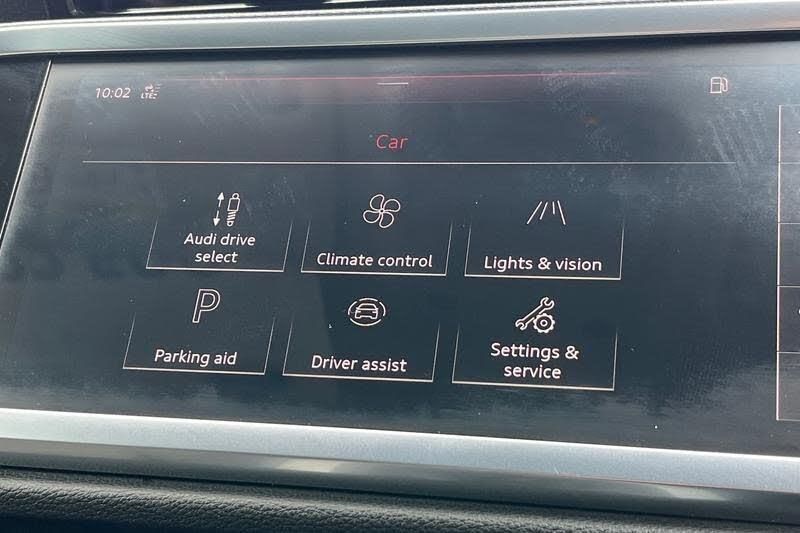 10:02 LTE
Car
Audi drive
select
Climate control
Lights & vision
P
Parking aid
Driver assist
Settings &
service